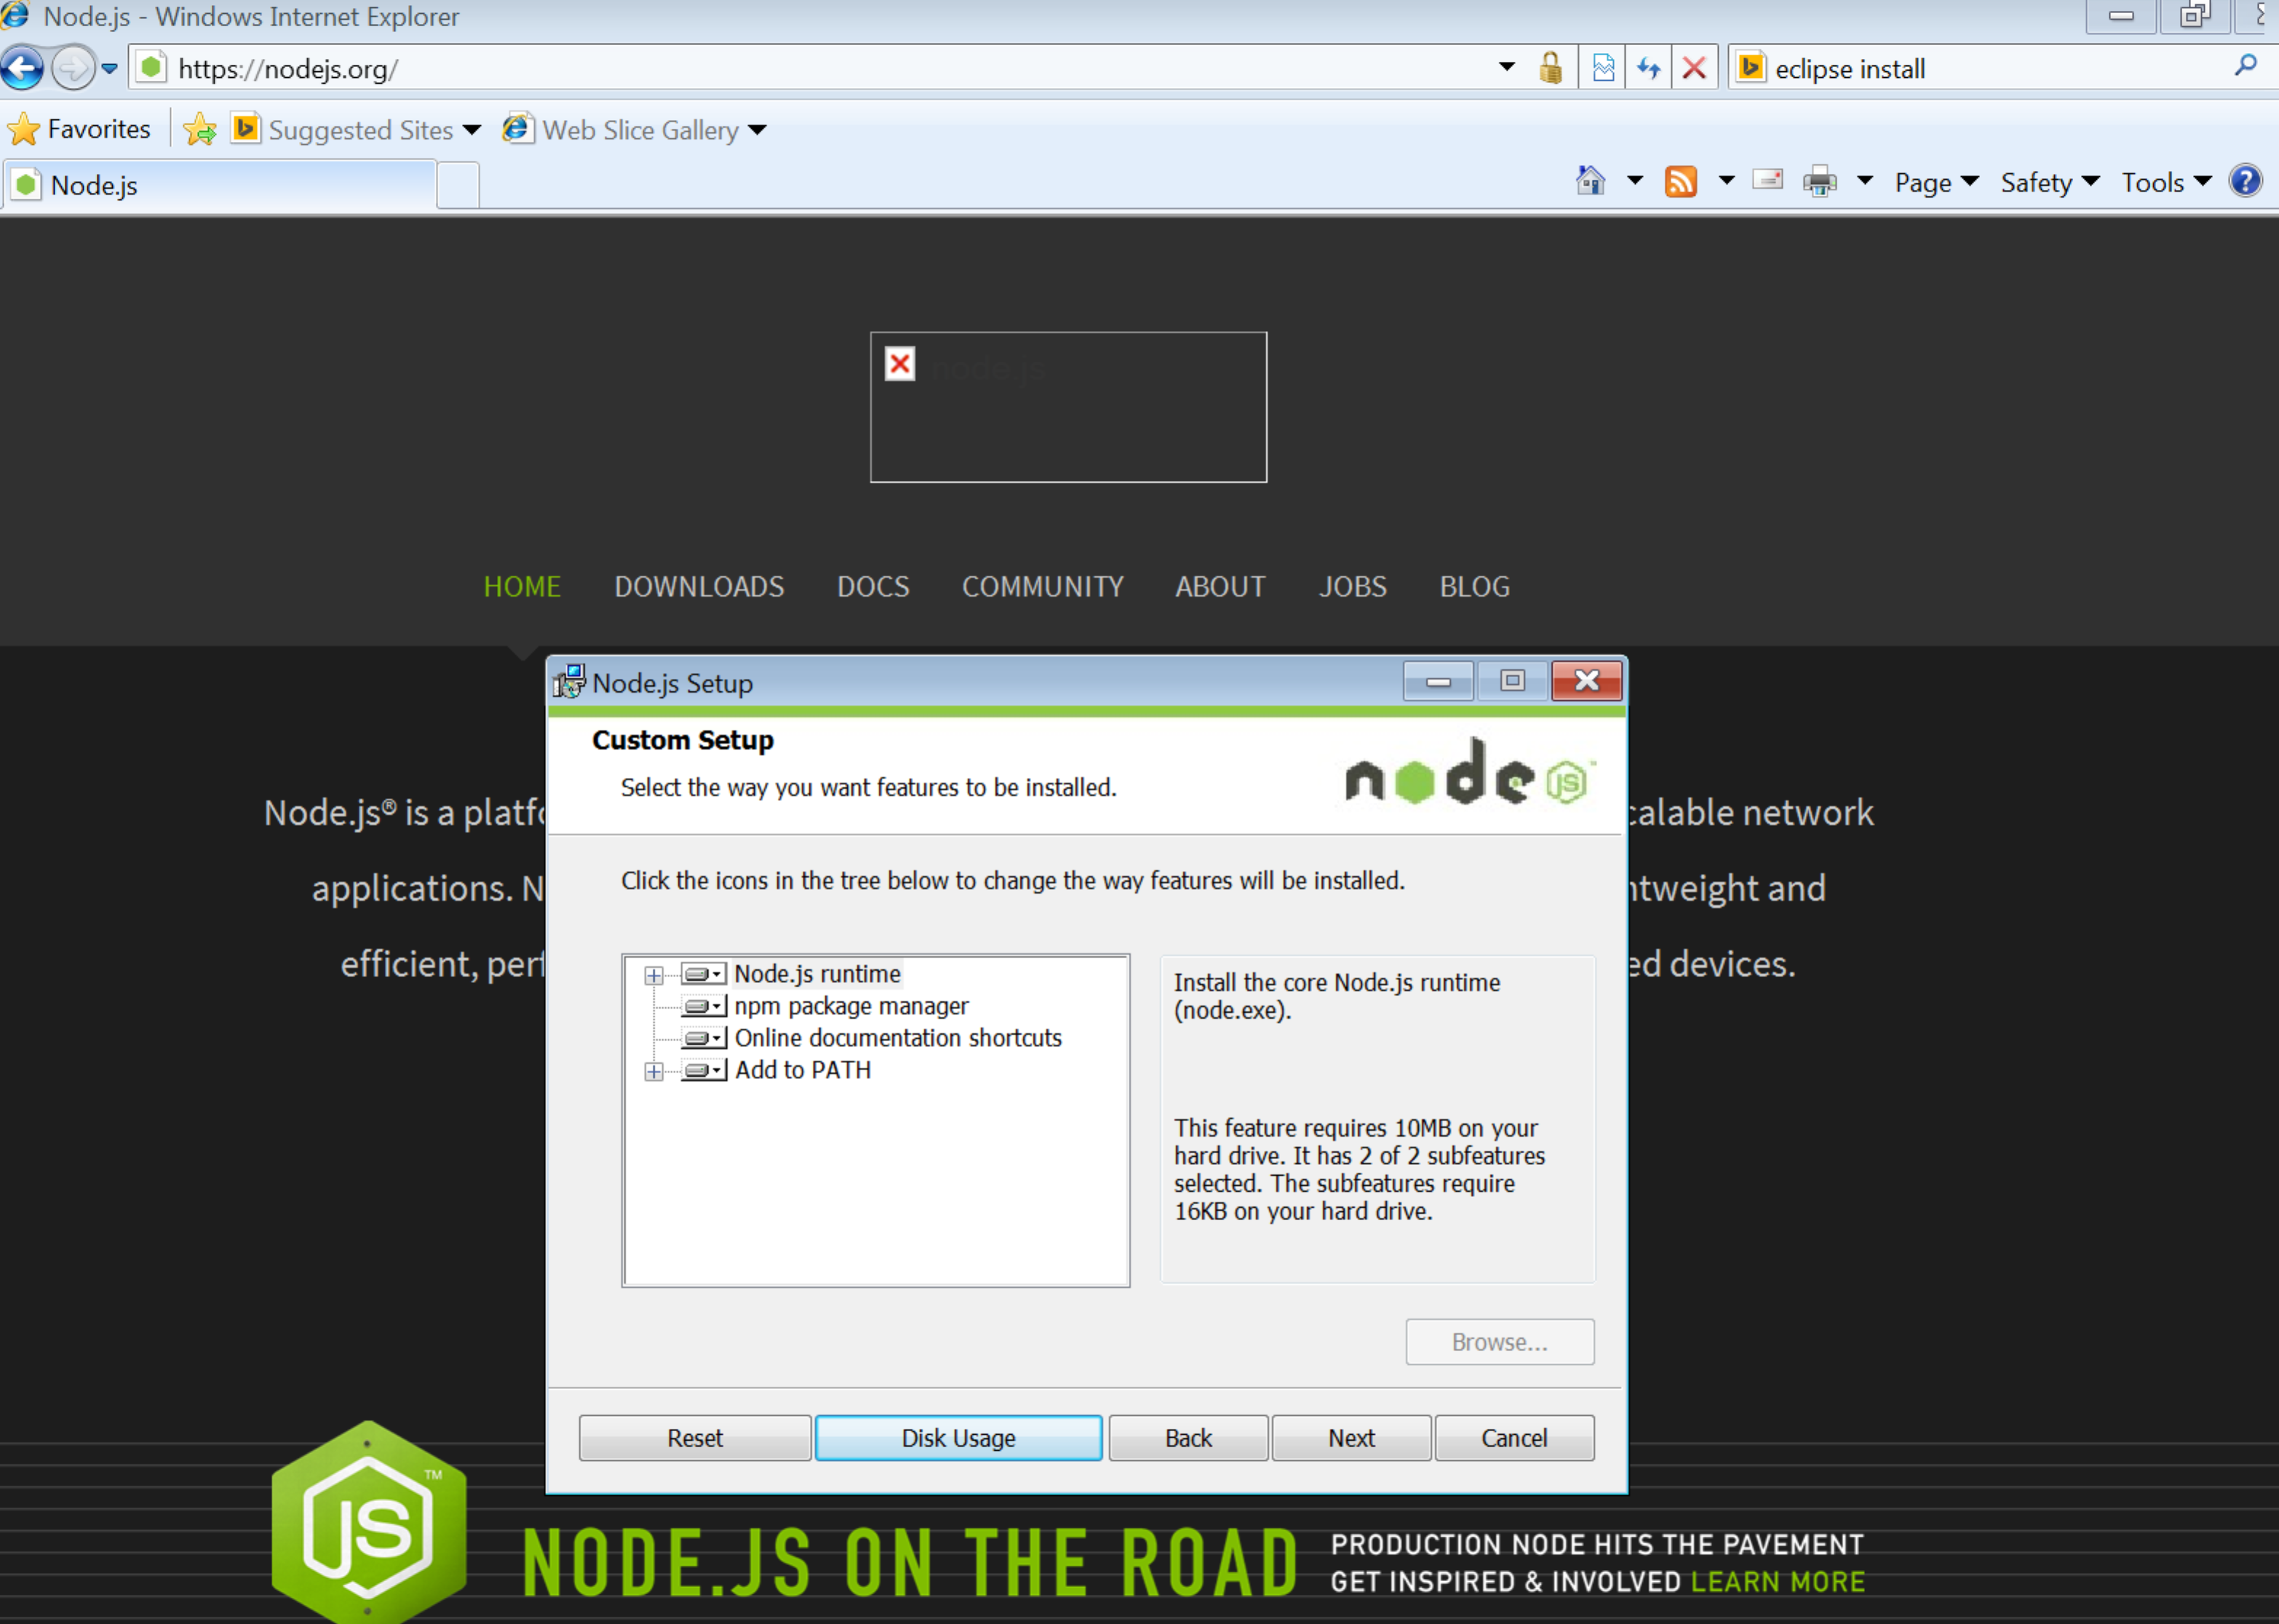 Node.js - Windows Internet Explorer
https://nodejs.org/
eclipse install
Favorites
Suggested Sites
Web Slice Gallery
Node.js
Page
Safety
Tools
node.js
HOME DOWNLOADS DOCS COMMUNITY ABOUT JOBS BLOG
Node.js® is a platfo
calable network
applications. N
ntweight and
efficient, perf
ed devices.
Node.js Setup
Custom Setup
Select the way you want features to be installed.
node JS
Click the icons in the tree below to change the way features will be installed.
Node.js runtime
npm package manager
Online documentation shortcuts
Add to PATH
Install the core Node.js runtime
(node.exe).
This feature requires 10MB on your
hard drive. It has 2 of 2 subfeatures
selected. The subfeatures require
16KB on your hard drive.
Browse...
Reset Disk Usage Back Next Cancel
JS TM
NODE.JS ON THE ROAD
PRODUCTION NODE HITS THE PAVEMENT
GET INSPIRED & INVOLVED LEARN MORE